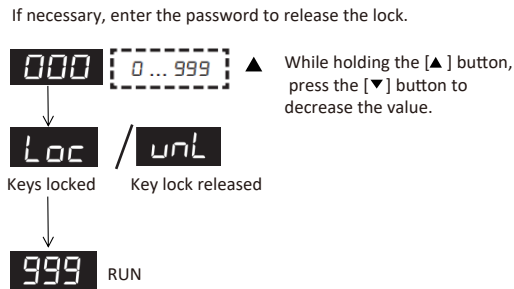 If necessary, enter the password to release the lock.
000 0 ... 999 ▲ While holding the [▲ ] button,
press the [▼] button to
decrease the value.
Loc / unL
Keys locked Key lock released
999 RUN